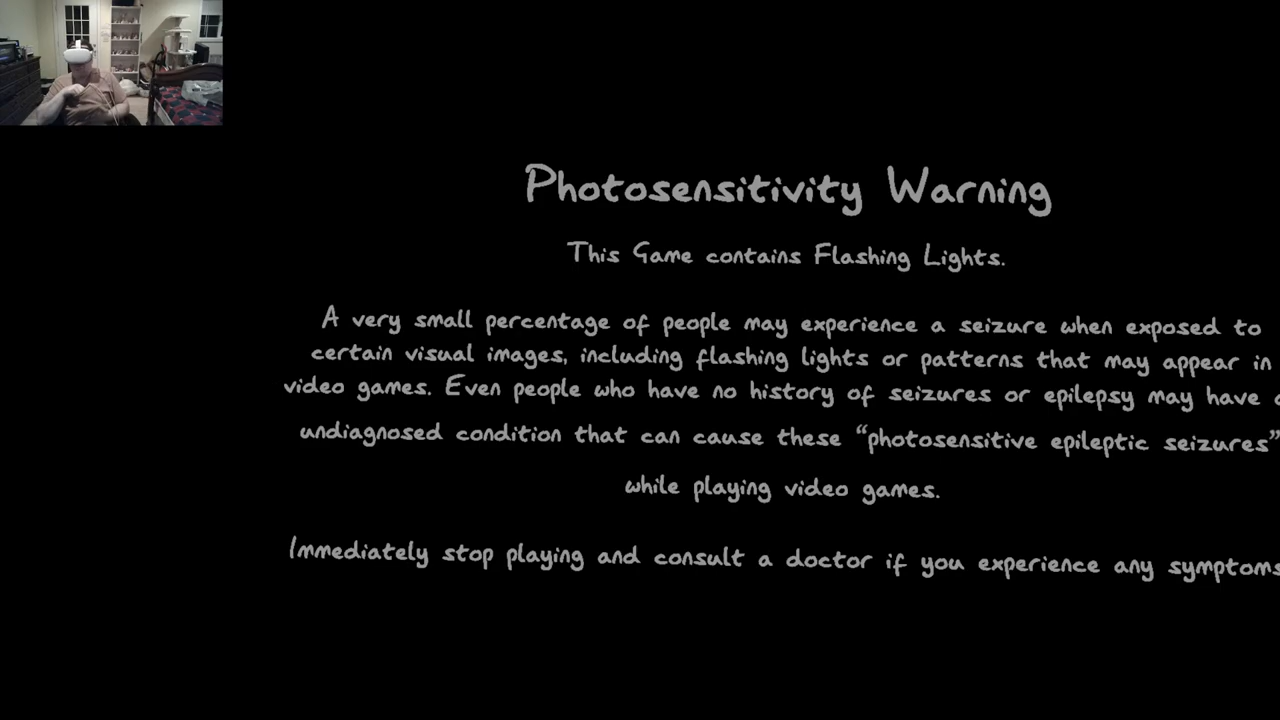 Photosensitivity Warning
This Game contains Flashing Lights.
A very small percentage of people may experience a seizure when exposed to
certain visual images, including flashing lights or patterns that may appear in
video games. Even people who have no history of seizures or epilepsy may have
undiagnosed condition that can cause these “photosensitive epileptic seizures”
while playing video games.
Immediately stop playing and consult a doctor if you experience any symptoms